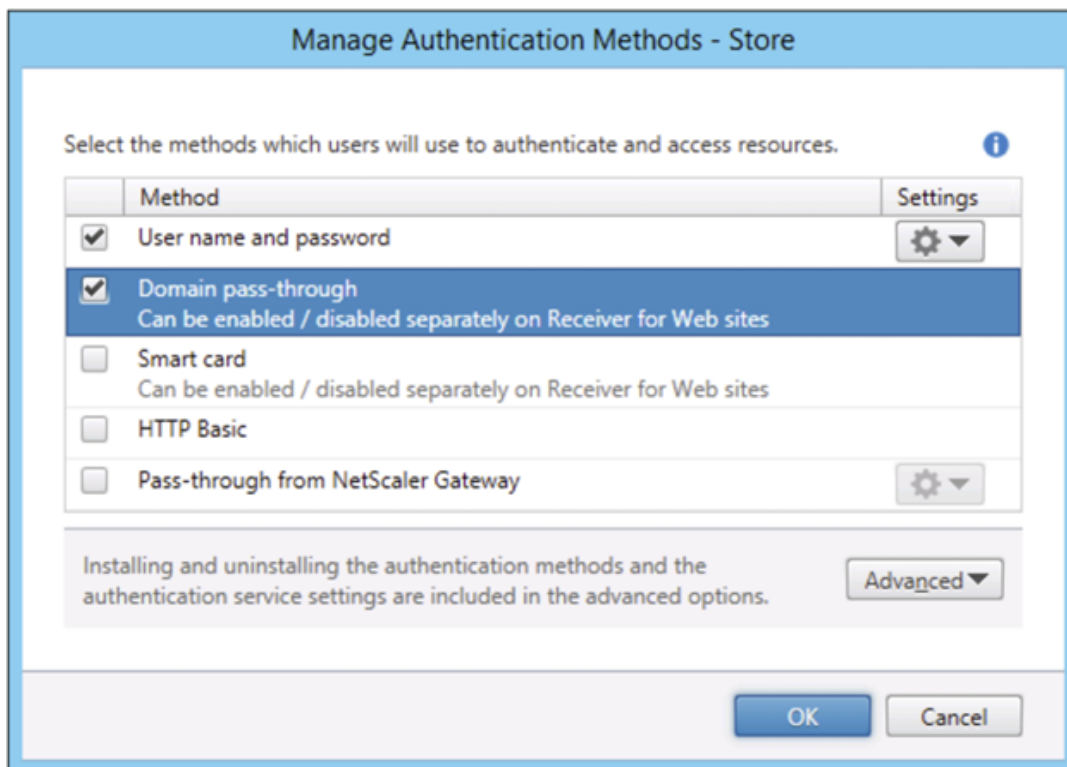 Manage Authentication Methods - Store
Select the methods which users will use to authenticate and access resources.
Method Settings
User name and password
Domain pass-through
Can be enabled / disabled separately on Receiver for Web sites
Smart card
Can be enabled / disabled separately on Receiver for Web sites
HTTP Basic
Pass-through from NetScaler Gateway
Installing and uninstalling the authentication methods and the
authentication service settings are included in the advanced options.
Advanced
OK Cancel